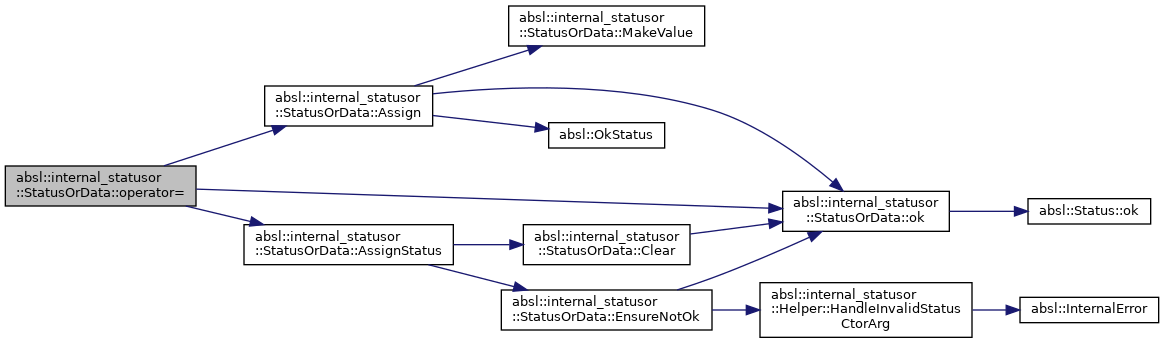 absl::internal_statusor
::StatusOrData::MakeValue
absl::internal_statusor
::StatusOrData::Assign
absl::OkStatus
absl::internal_statusor
::StatusOrData::operator=
absl::internal_statusor
::StatusOrData::ok
absl::Status::ok
absl::internal_statusor
::StatusOrData::AssignStatus
absl::internal_statusor
::StatusOrData::Clear
absl::internal_statusor
::StatusOrData::EnsureNotOk
absl::internal_statusor
::Helper::HandleInvalidStatus
CtorArg
absl::InternalError